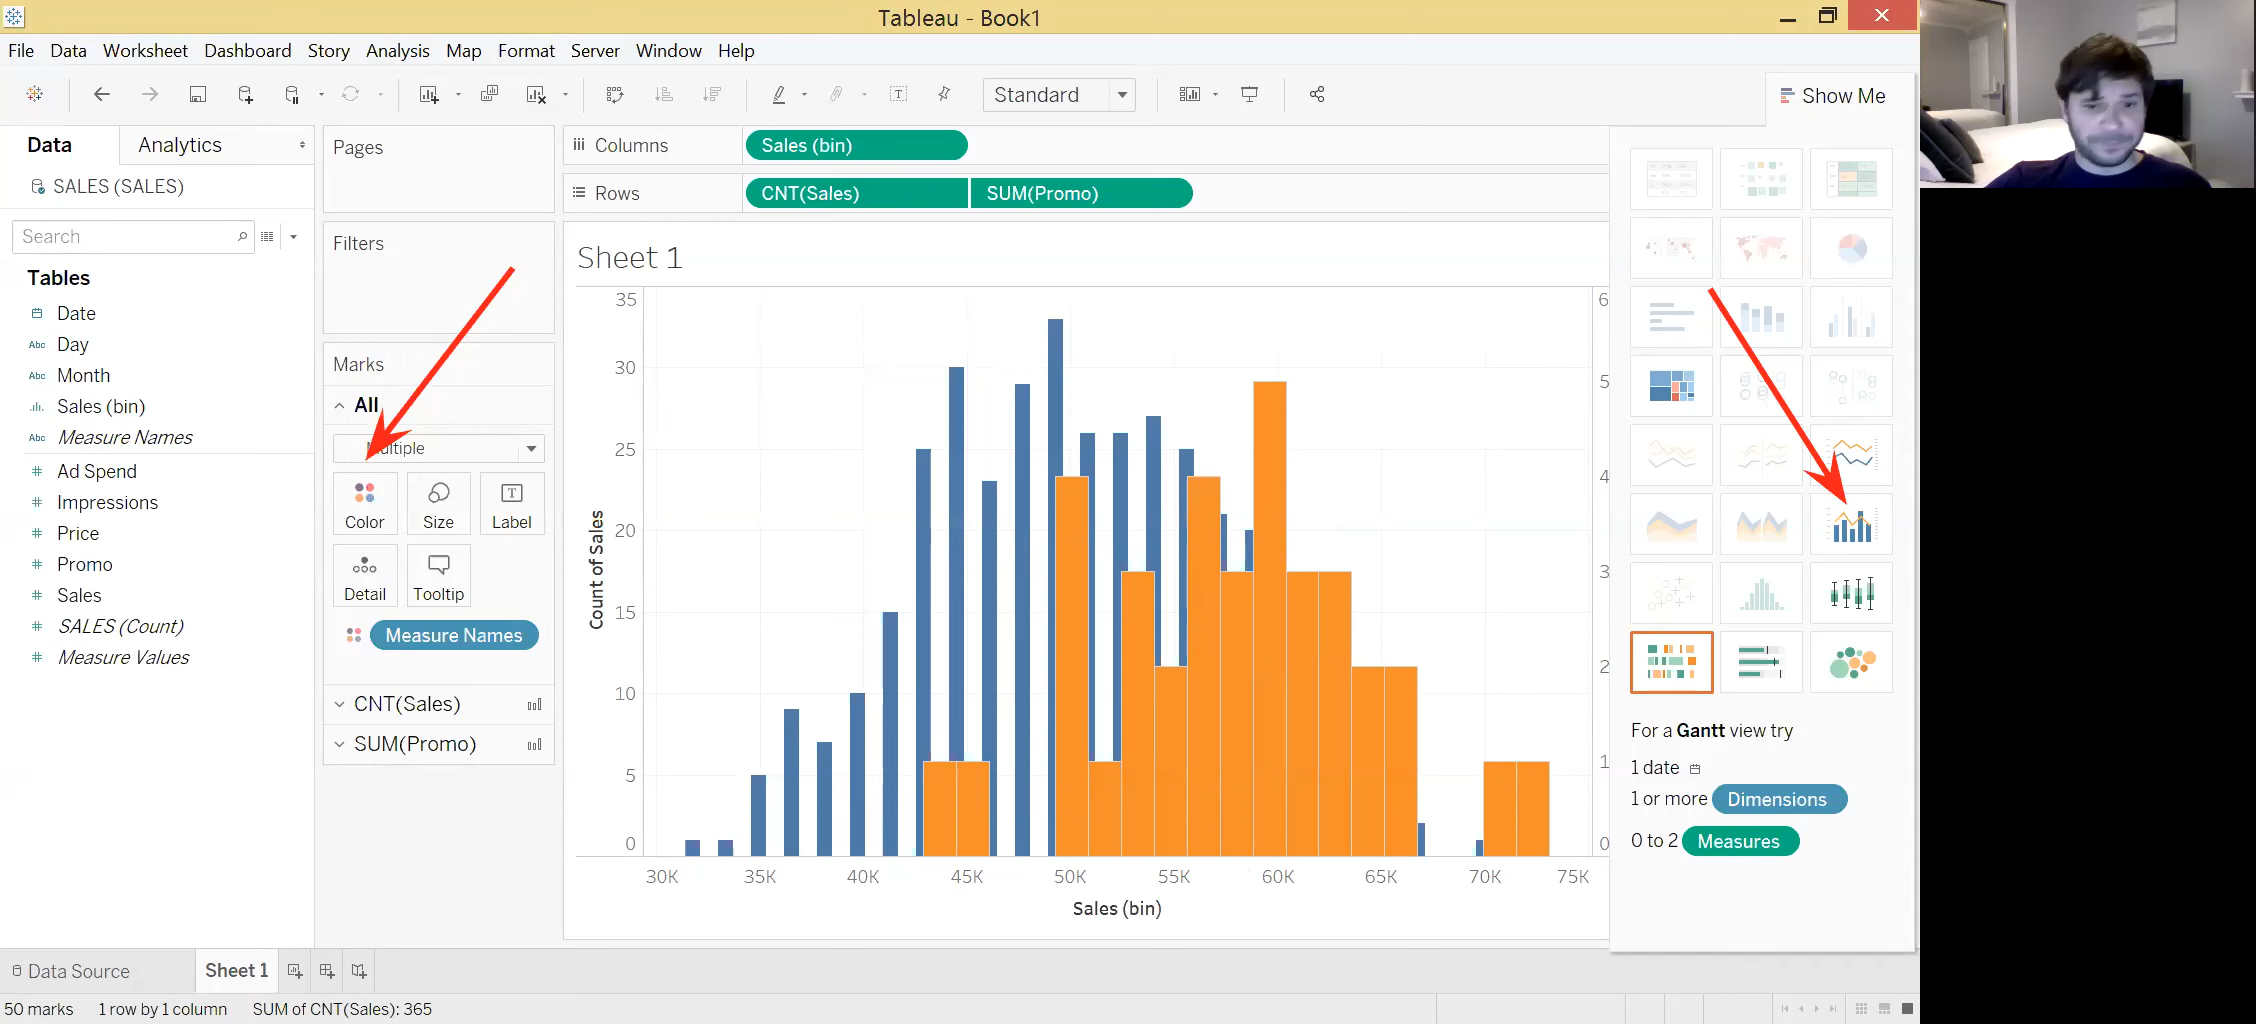 Tableau - Book1
File Data Worksheet Dashboard Story Analysis Map Format Server Window Help
Standard
Show Me
Data
Analytics
SALES (SALES)
Search
Tables
Date
Abc Day
Abc Month
Sales (bin)
Abc Measure Names
# Ad Spend
# Impressions
# Price
# Promo
# Sales
# SALES (Count)
# Measure Values
Pages
Filters
Marks
All
Multiple
Color
Size
Label
Detail
Tooltip
Measure Names
CNT(Sales)
SUM(Promo)
Columns
Sales (bin)
Rows
CNT(Sales)
SUM(Promo)
Sheet 1
Count of Sales
35
30
25
20
15
10
5
0
6
5
4
3
2
1
0
30K 35K 40K 45K 50K 55K 60K 65K 70K 75K
Sales (bin)
For a Gantt view try
1 date
1 or more Dimensions
0 to 2 Measures
Data Source
Sheet 1
50 marks 1 row by 1 column SUM of CNT(Sales): 365